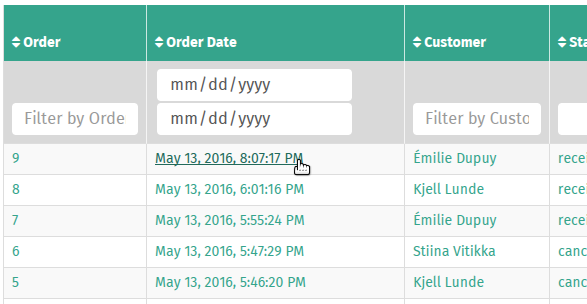 Order Order Date Customer Sta
mm/dd/yyyy
Filter by Orde mm/dd/yyyy Filter by Custo
9 May 13, 2016, 8:07:17 PM Émilie Dupuy rece
8 May 13, 2016, 6:01:16 PM Kjell Lunde rece
7 May 13, 2016, 5:55:24 PM Émilie Dupuy rece
6 May 13, 2016, 5:47:29 PM Stiina Vitikka canc
5 May 13, 2016, 5:46:20 PM Kjell Lunde canc